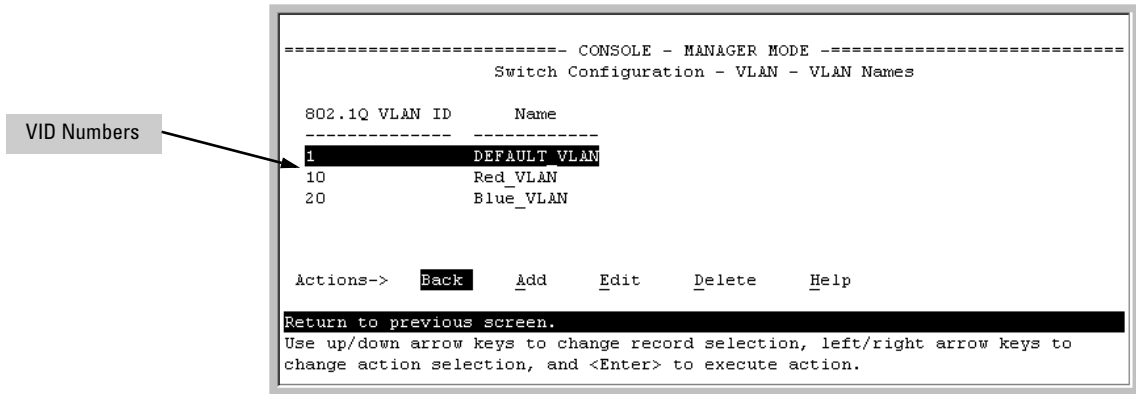 ===========================- CONSOLE - MANAGER MODE -============================
Switch Configuration - VLAN - VLAN Names
802.1Q VLAN ID Name
-------------- ------------
VID Numbers
1 DEFAULT_VLAN
10 Red_VLAN
20 Blue_VLAN
Actions-> Back Add Edit Delete Help
Return to previous screen.
Use up/down arrow keys to change record selection, left/right arrow keys to
change action selection, and <Enter> to execute action.